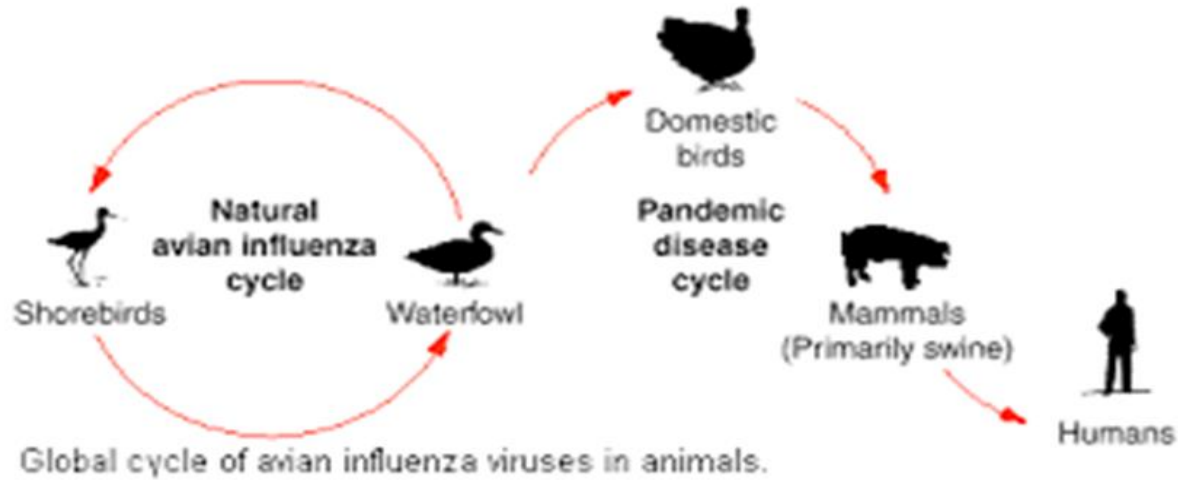 Domestic
birds
Natural
avian influenza
cycle
Pandemic
disease
cycle
Shorebirds
Waterfowl
Mammals
(Primarily swine)
Humans
Global cycle of avian influenza viruses in animals.